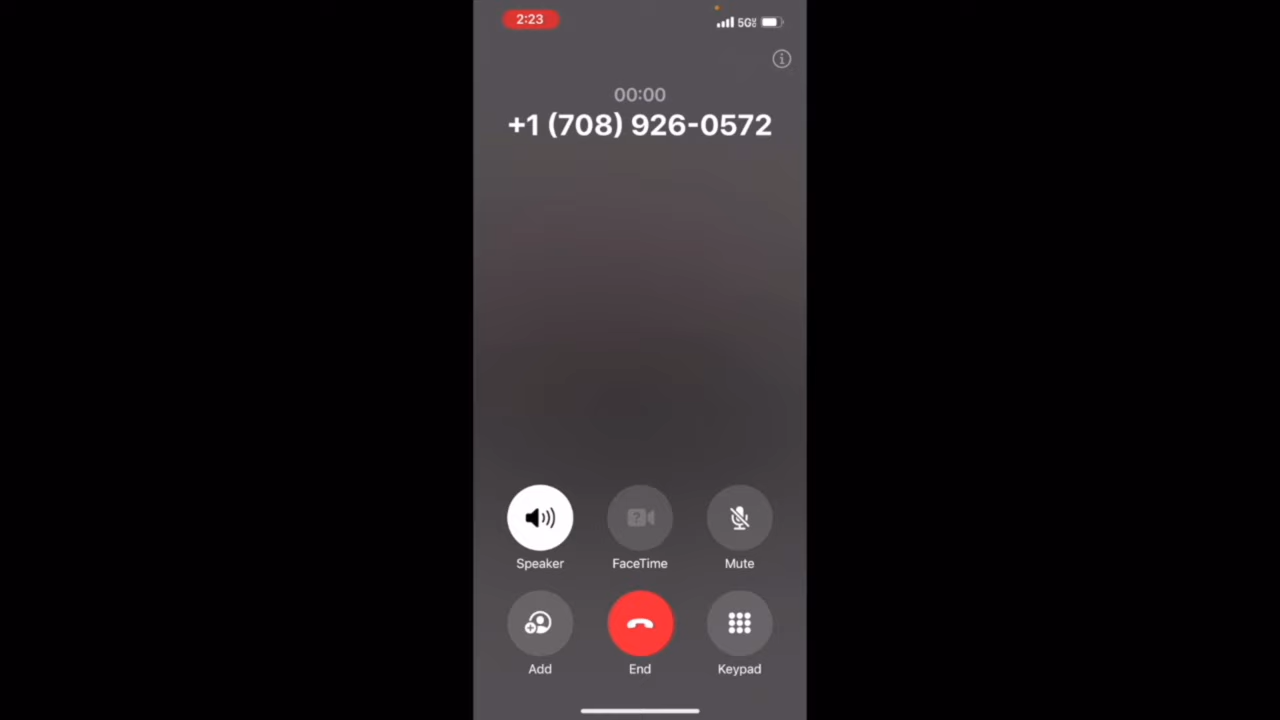 2:23
5G
00:00
+1 (708) 926-0572
Speaker
FaceTime
Mute
Add
End
Keypad